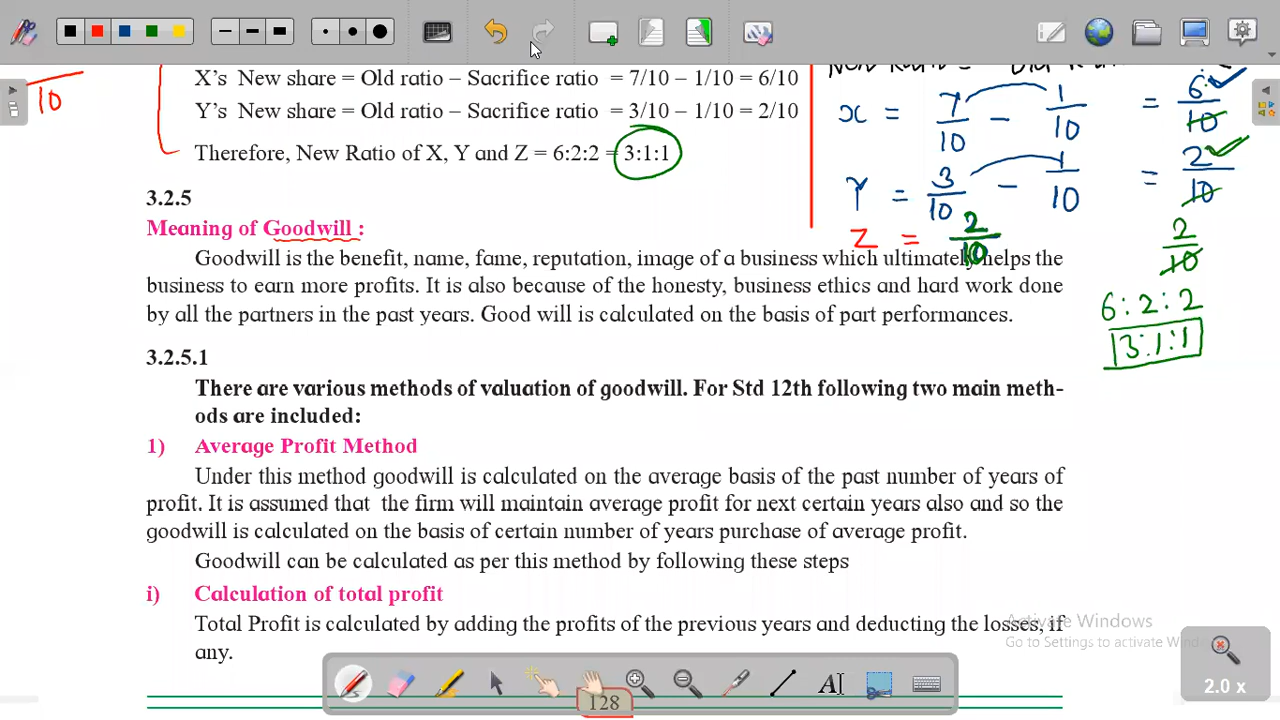 10
X's New share = Old ratio – Sacrifice ratio = 7/10 – 1/10 = 6/10
Y's New share = Old ratio – Sacrifice ratio = 3/10 – 1/10 = 2/10
Therefore, New Ratio of X, Y and Z = 6:2:2 = 3:1:1
x = 7/10 – 1/10 = 6/10
Y = 3/10 – 1/10 = 2/10
Z = 2/10
2/10
6:2:2
3:1:1
3.2.5
Meaning of Goodwill :
Goodwill is the benefit, name, fame, reputation, image of a business which ultimately helps the
business to earn more profits. It is also because of the honesty, business ethics and hard work done
by all the partners in the past years. Good will is calculated on the basis of part performances.
3.2.5.1
There are various methods of valuation of goodwill. For Std 12th following two main meth-
ods are included:
1) Average Profit Method
Under this method goodwill is calculated on the average basis of the past number of years of
profit. It is assumed that the firm will maintain average profit for next certain years also and so the
goodwill is calculated on the basis of certain number of years purchase of average profit.
Goodwill can be calculated as per this method by following these steps
i) Calculation of total profit
Total Profit is calculated by adding the profits of the previous years and deducting the losses, if
any.
Activate Windows
Go to Settings to activate Win
128
2.0 x